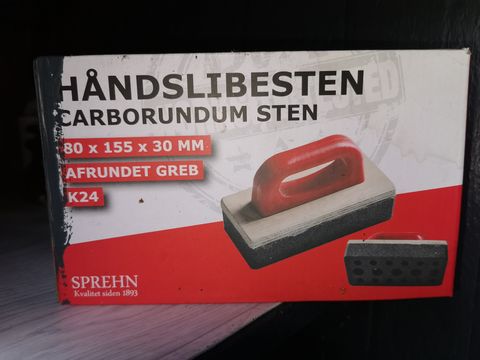 HÅNDSLIBESTEN
CARBORUNDUM STEN
80 x 155 x 30 MM
AFRUNDET GREB
K24
SPREHN
Kvalitet siden 1893